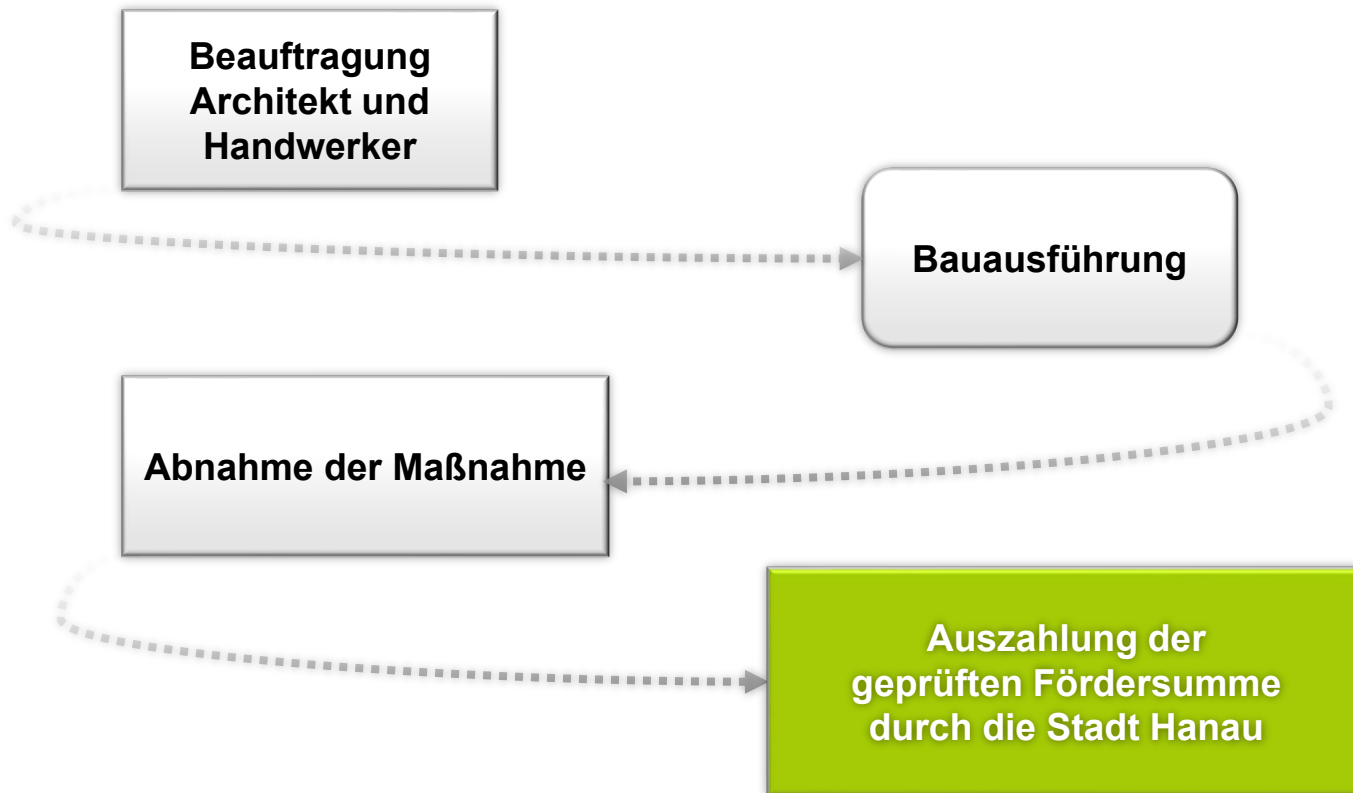 Beauftragung
Architekt und
Handwerker
Bauausführung
Abnahme der Maßnahme
Auszahlung der
geprüften Fördersumme
durch die Stadt Hanau